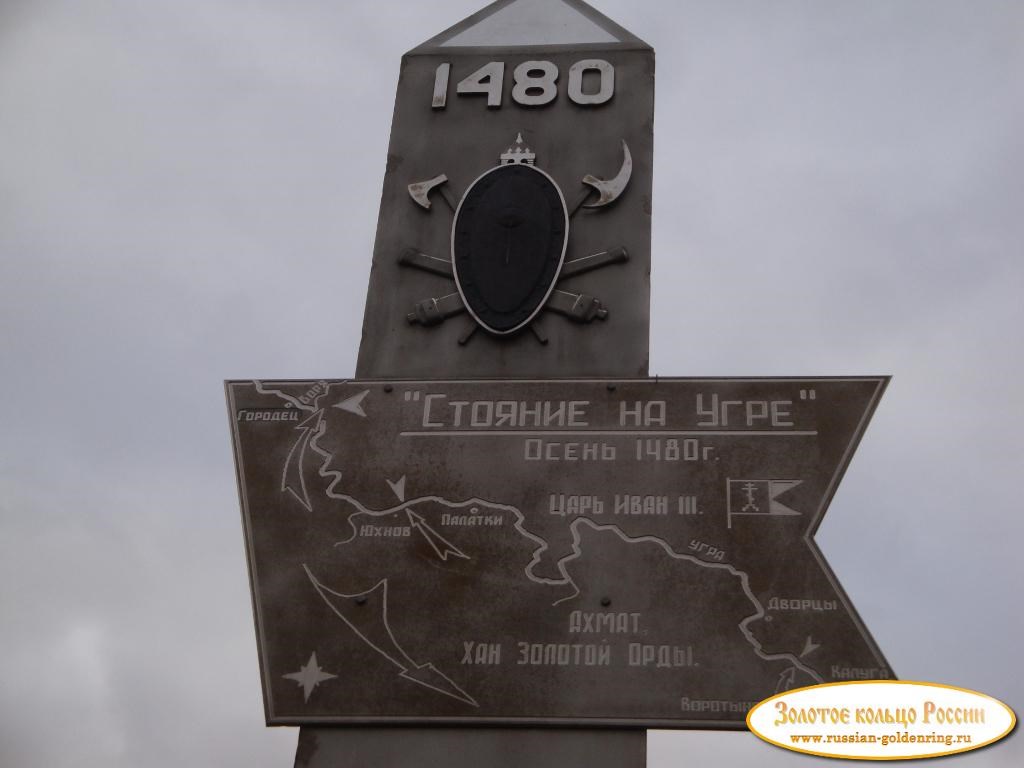 1480
"Стояние на Угре"
Осень 1480г.
Городец
Царь Иван III.
Юхнов
Палатки
Угра
Дворцы
Ахмат,
хан Золотой Орды.
Калуга
Золотое кольцо России
www.russian-goldenring.ru